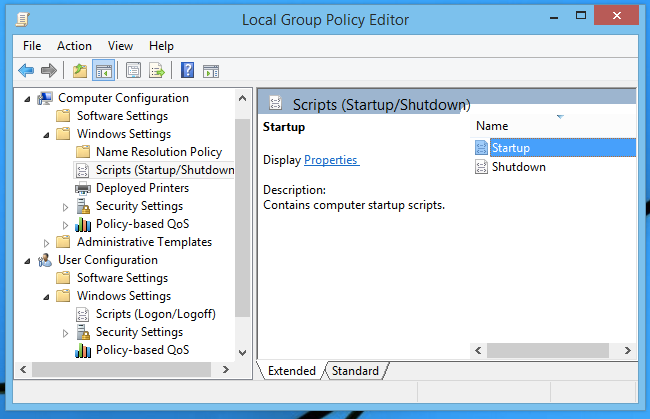 Local Group Policy Editor
File Action View Help
Computer Configuration
Software Settings
Windows Settings
Name Resolution Policy
Scripts (Startup/Shutdown
Deployed Printers
Security Settings
Policy-based QoS
Administrative Templates
User Configuration
Software Settings
Windows Settings
Scripts (Logon/Logoff)
Security Settings
Policy-based QoS
Scripts (Startup/Shutdown)
Startup
Display Properties
Description:
Contains computer startup scripts.
Name
Startup
Shutdown
Extended Standard